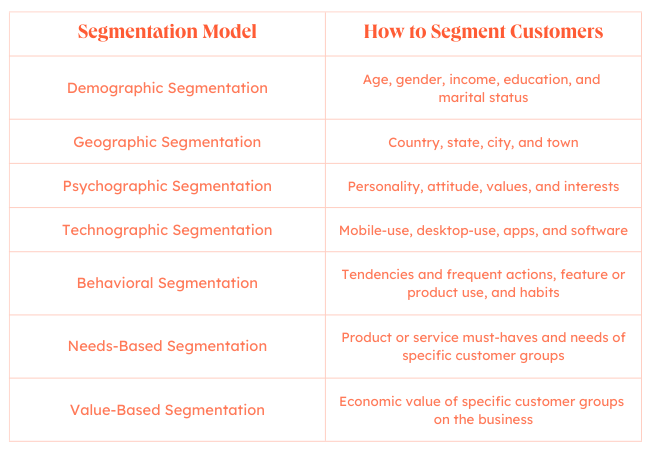 Segmentation Model
How to Segment Customers
Demographic Segmentation
Age, gender, income, education, and
marital status
Geographic Segmentation
Country, state, city, and town
Psychographic Segmentation
Personality, attitude, values, and interests
Technographic Segmentation
Mobile-use, desktop-use, apps, and software
Behavioral Segmentation
Tendencies and frequent actions, feature or
product use, and habits
Needs-Based Segmentation
Product or service must-haves and needs of
specific customer groups
Value-Based Segmentation
Economic value of specific customer groups
on the business